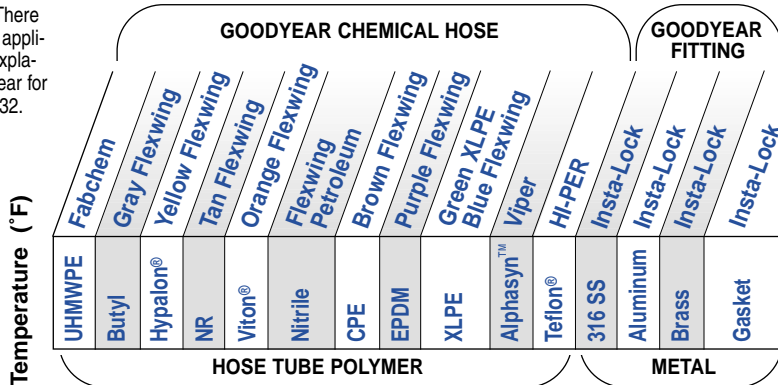 There
appli-
xpla-
ear for
32.
GOODYEAR CHEMICAL HOSE
GOODYEAR
FITTING
Fabchem
Gray Flexwing
Yellow Flexwing
Tan Flexwing
Orange Flexwing
Flexwing
Petroleum
Brown Flexwing
Purple Flexwing
Green XLPE
Blue Flexwing
Viper
HI-PER
Insta-Lock
Insta-Lock
Insta-Lock
Insta-Lock
Temperature (˚F)
UHMWPE
Butyl
Hypalon®
NR
Viton®
Nitrile
CPE
EPDM
XLPE
Alphasyn™
Teflon®
316 SS
Aluminum
Brass
Gasket
HOSE TUBE POLYMER
METAL